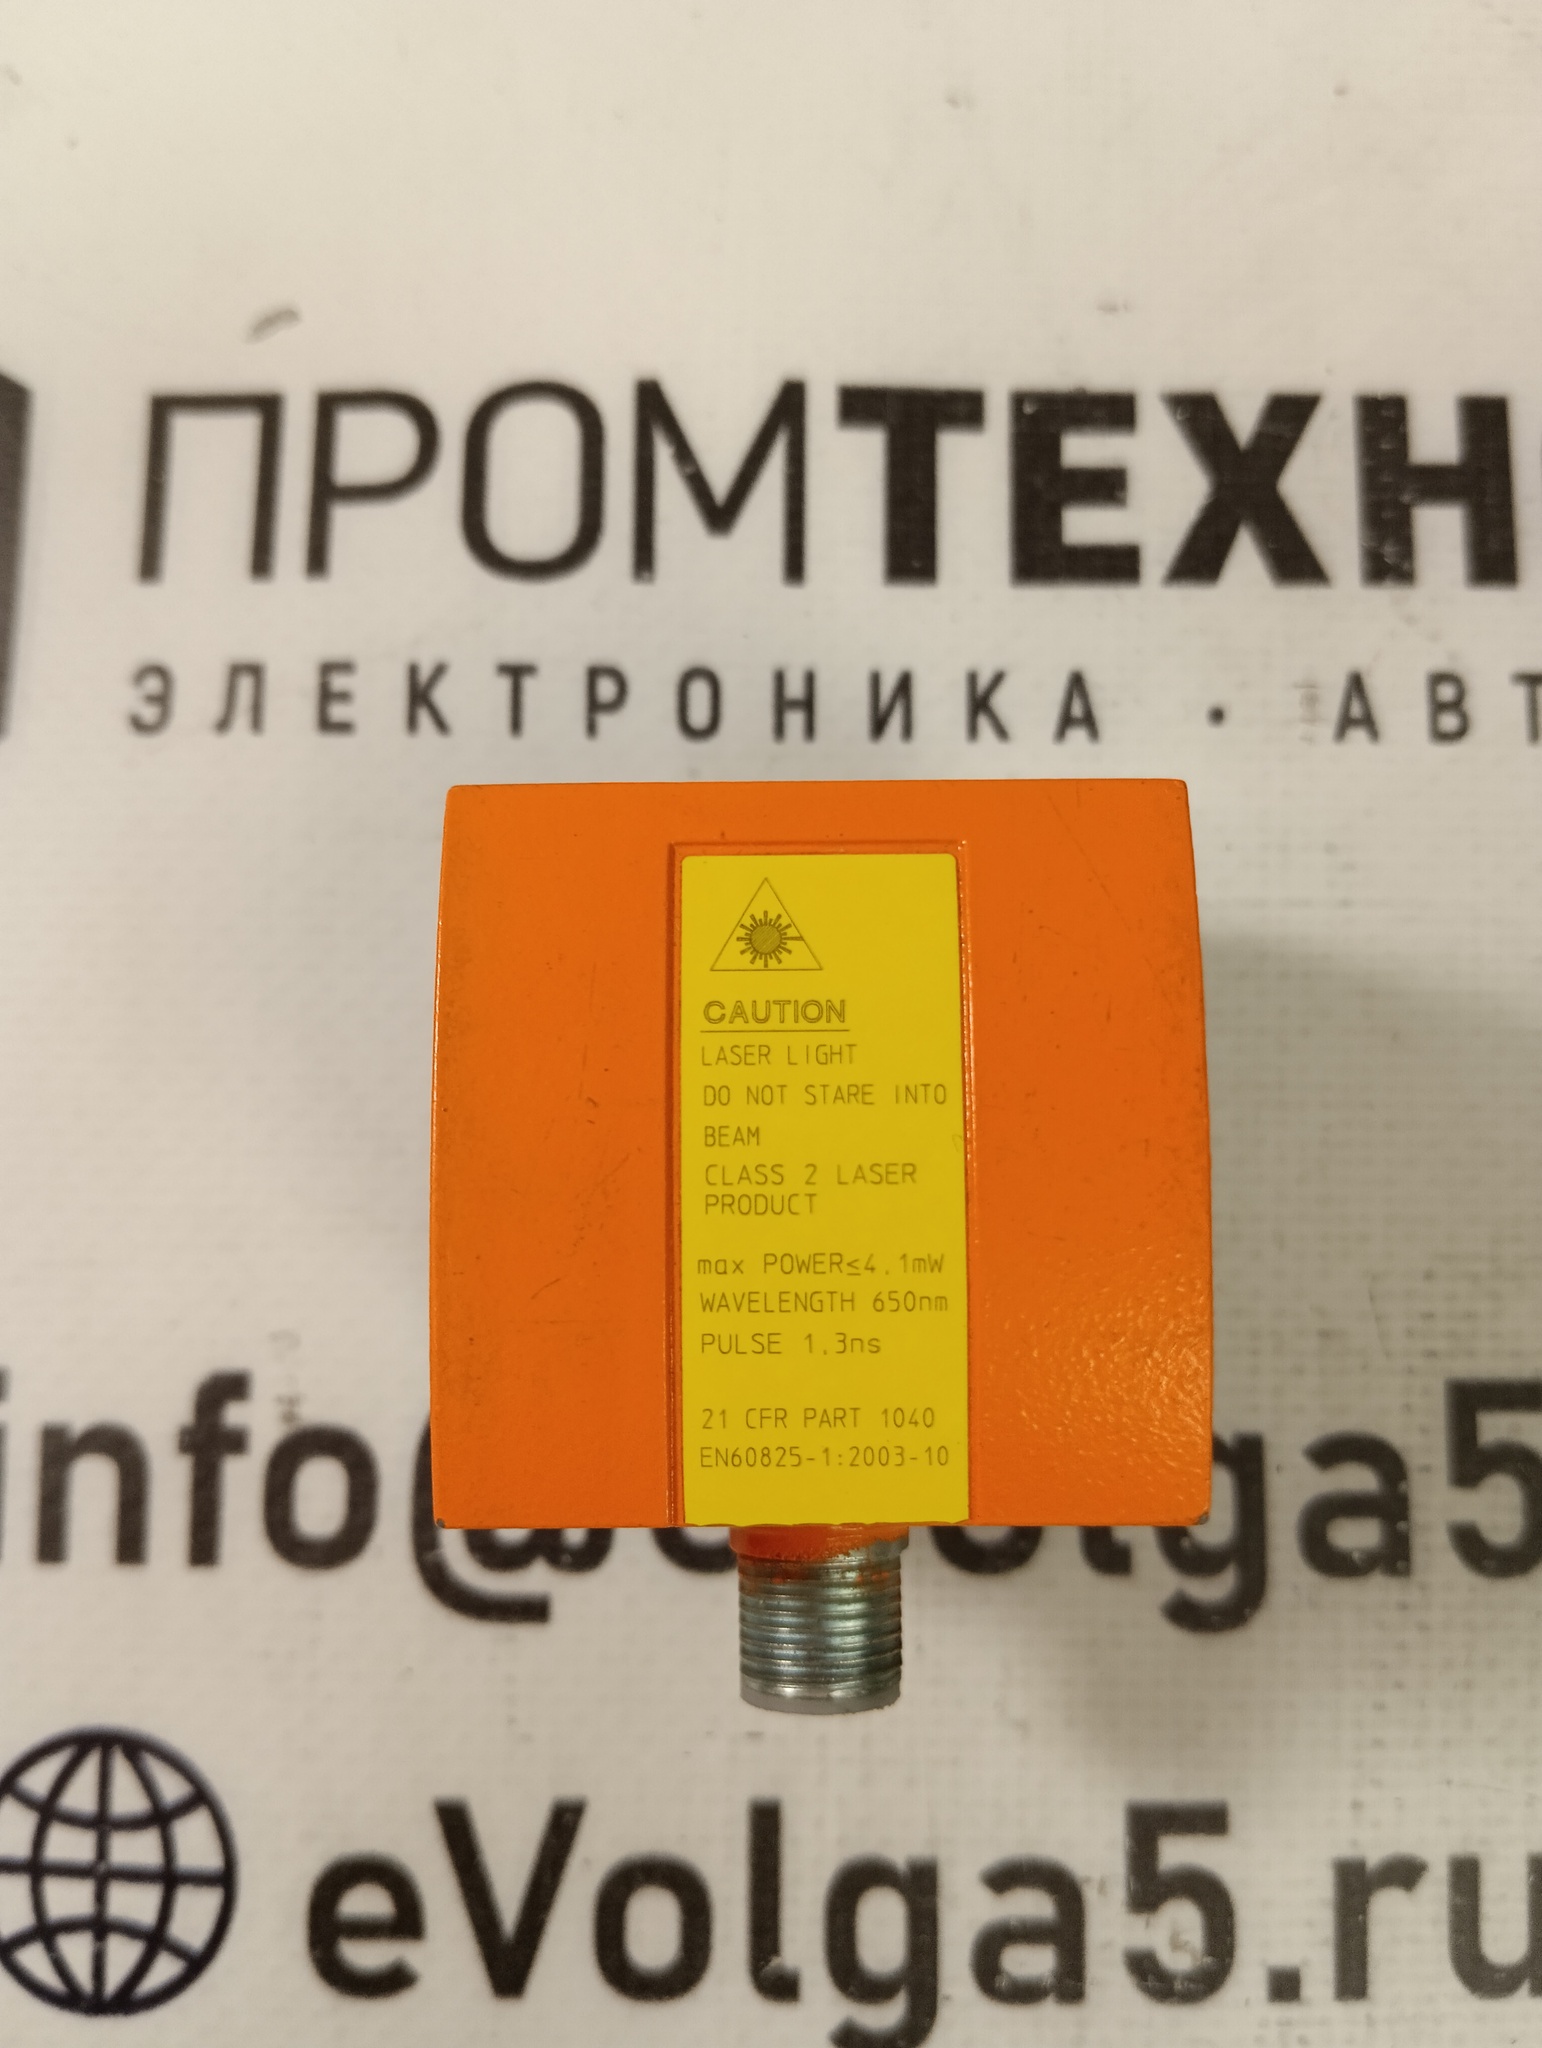 ПРОМТЕХН
ЭЛЕКТРОНИКА · АВТ
CAUTION
LASER LIGHT
DO NOT STARE INTO
BEAM
CLASS 2 LASER
PRODUCT
max POWER≤4.1mW
WAVELENGTH 650nm
PULSE 1.3ns
21 CFR PART 1040
EN60825-1:2003-10
info@evolga5
eVolga5.ru